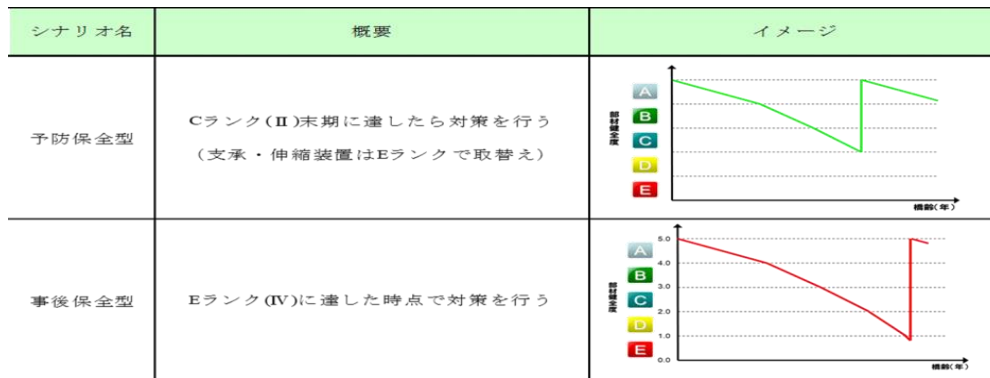 シナリオ名 概要 イメージ
予防保全型
Cランク(Ⅱ)末期に達したら対策を行う
(支承・伸縮装置はEランクで取替え)
部材健全度
A
B
C
D
E
橋齢(年)
事後保全型
Eランク(Ⅳ)に達した時点で対策を行う
部材健全度
A
B
C
D
E
5.0
4.0
3.0
2.0
1.0
0.0
橋齢(年)